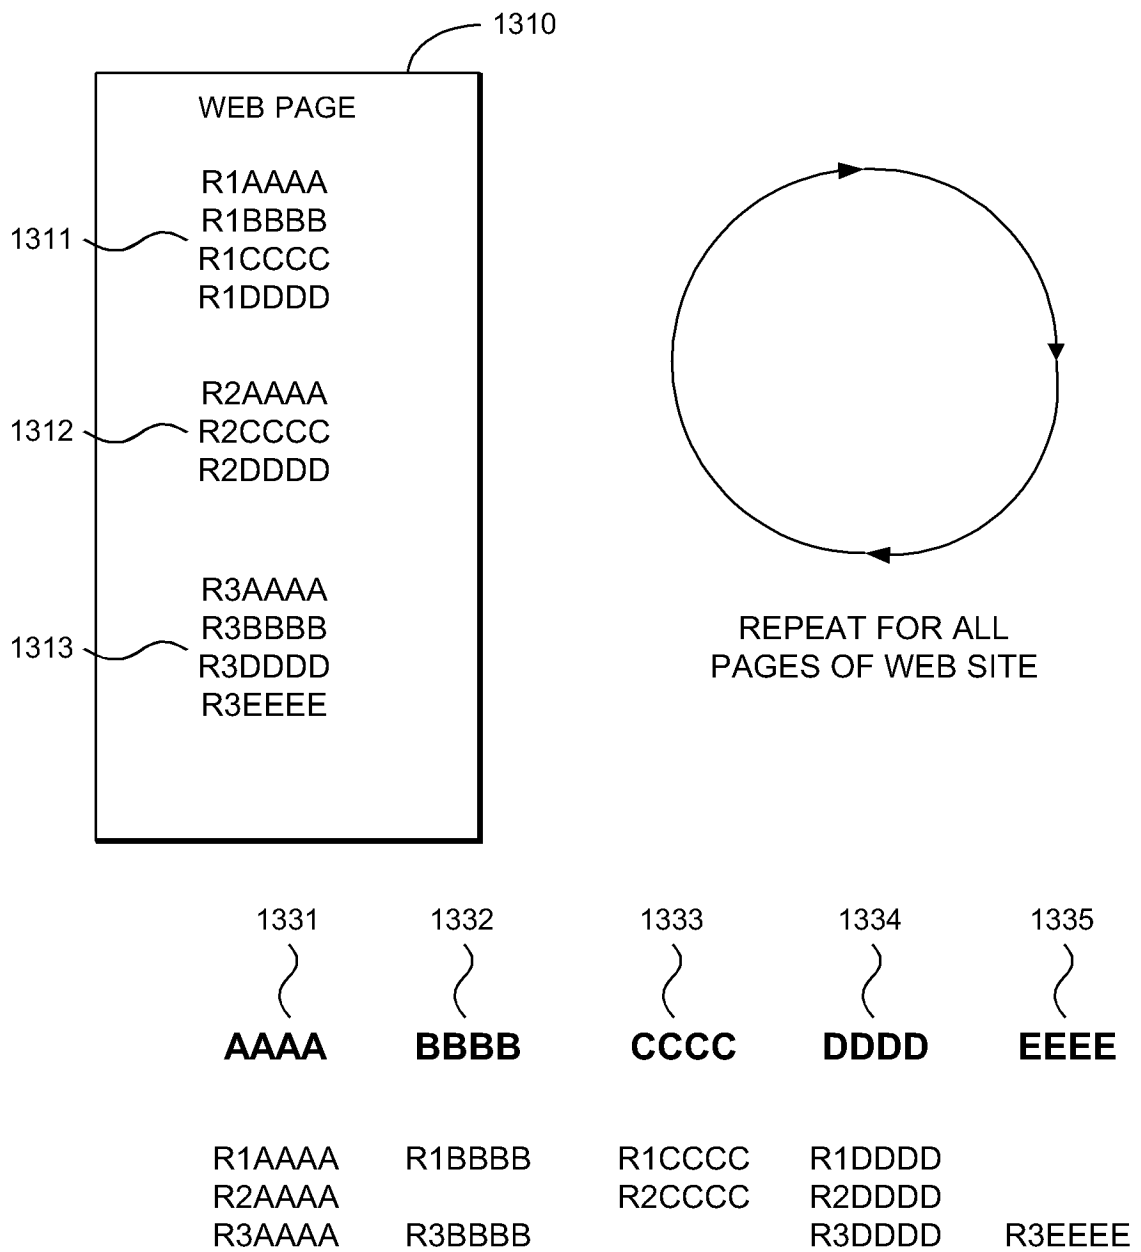 1310
WEB PAGE
R1AAAA
R1BBBB
1311
R1CCCC
R1DDDD
R2AAAA
1312 R2CCCC
R2DDDD
R3AAAA
R3BBBB
1313
R3DDDD
R3EEEE
REPEAT FOR ALL
PAGES OF WEB SITE
1331 1332 1333 1334 1335
AAAA BBBB CCCC DDDD EEEE
R1AAAA R1BBBB R1CCCC R1DDDD
R2AAAA R2CCCC R2DDDD
R3AAAA R3BBBB R3DDDD R3EEEE